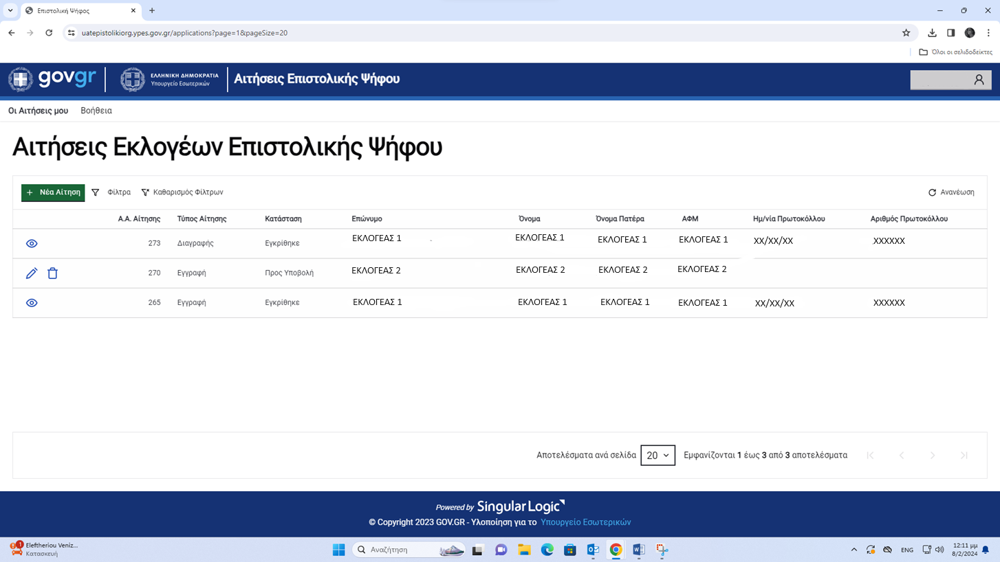 Επιστολική Ψήφος
uatepistolikiorg.ypes.gov.gr/applications?page=1&pageSize=20
Όλοι οι σελιδοδείκτες
govgr
ΕΛΛΗΝΙΚΗ ΔΗΜΟΚΡΑΤΙΑ
Υπουργείο Εσωτερικών
Αιτήσεις Επιστολικής Ψήφου
Οι Αιτήσεις μου Βοήθεια
Αιτήσεις Εκλογέων Επιστολικής Ψήφου
+ Νέα Αίτηση Φίλτρα Καθαρισμός Φίλτρων Ανανέωση
Α.Α. Αίτησης Τύπος Αίτησης Κατάσταση Επώνυμο Όνομα Όνομα Πατέρα ΑΦΜ Ημ/νία Πρωτοκόλλου Αριθμός Πρωτοκόλλου
273 Διαγραφής Εγκρίθηκε ΕΚΛΟΓΕΑΣ 1 ΕΚΛΟΓΕΑΣ 1 ΕΚΛΟΓΕΑΣ 1 ΕΚΛΟΓΕΑΣ 1 XX/XX/XX XXXXXX
270 Εγγραφή Προς Υποβολή ΕΚΛΟΓΕΑΣ 2 ΕΚΛΟΓΕΑΣ 2 ΕΚΛΟΓΕΑΣ 2 ΕΚΛΟΓΕΑΣ 2
265 Εγγραφή Εγκρίθηκε ΕΚΛΟΓΕΑΣ 1 ΕΚΛΟΓΕΑΣ 1 ΕΚΛΟΓΕΑΣ 1 ΕΚΛΟΓΕΑΣ 1 XX/XX/XX XXXXXX
Αποτελέσματα ανά σελίδα 20 Εμφανίζονται 1 έως 3 από 3 αποτελέσματα
Powered by SingularLogic
© Copyright 2023 GOV.GR - Υλοποίηση για το Υπουργείο Εσωτερικών
1
Eleftheriou Veniz...
Κατασκευή
Αναζήτηση
ENG
12:11 μμ
8/2/2024